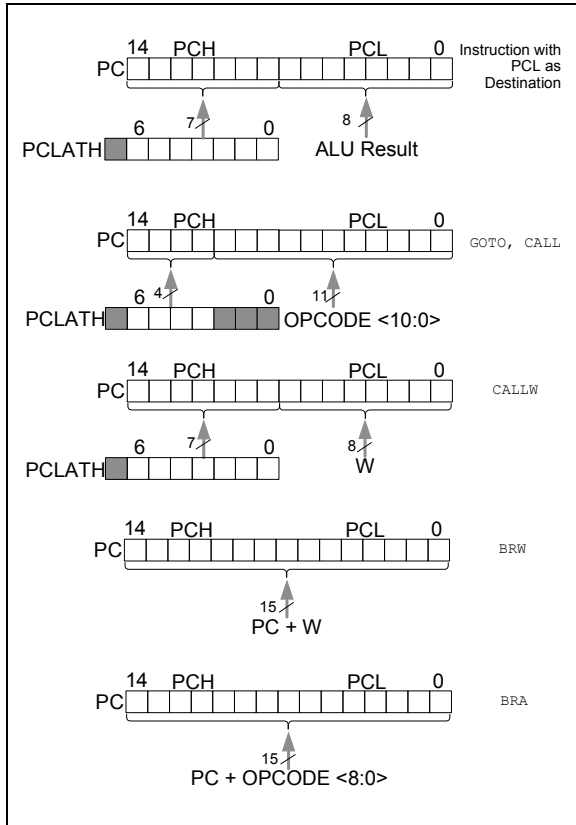 14 PCH PCL 0
PC
Instruction with
PCL as
Destination
7 8
6 0
PCLATH
ALU Result
14 PCH PCL 0
PC
GOTO, CALL
4 11
6 0
PCLATH
OPCODE <10:0>
14 PCH PCL 0
PC
CALLW
7 8
6 0
PCLATH
W
14 PCH PCL 0
PC
BRW
15
PC + W
14 PCH PCL 0
PC
BRA
15
PC + OPCODE <8:0>